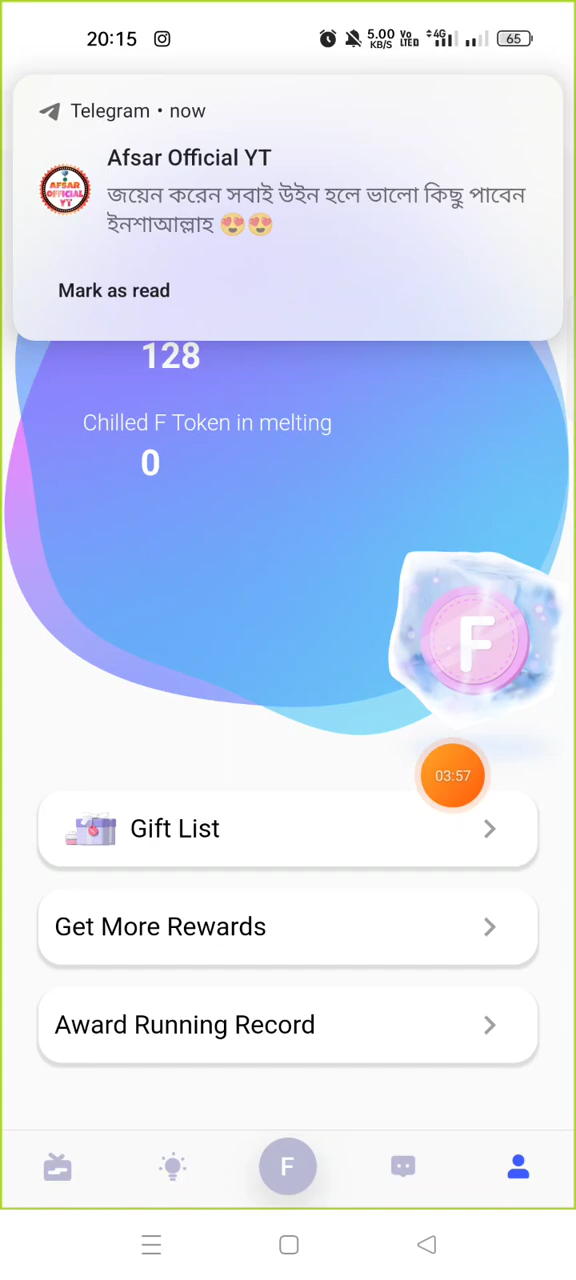 20:15 5.00 KB/S Vo LTED 4G 65
Telegram • now
AFSAR OFFICIAL YT
Afsar Official YT
জয়েন করেন সবাই উইন হলে ভালো কিছু পাবেন
ইনশাআল্লাহ 😍😍
Mark as read
128
Chilled F Token in melting
0
F
03:57
Gift List
Get More Rewards
Award Running Record
F